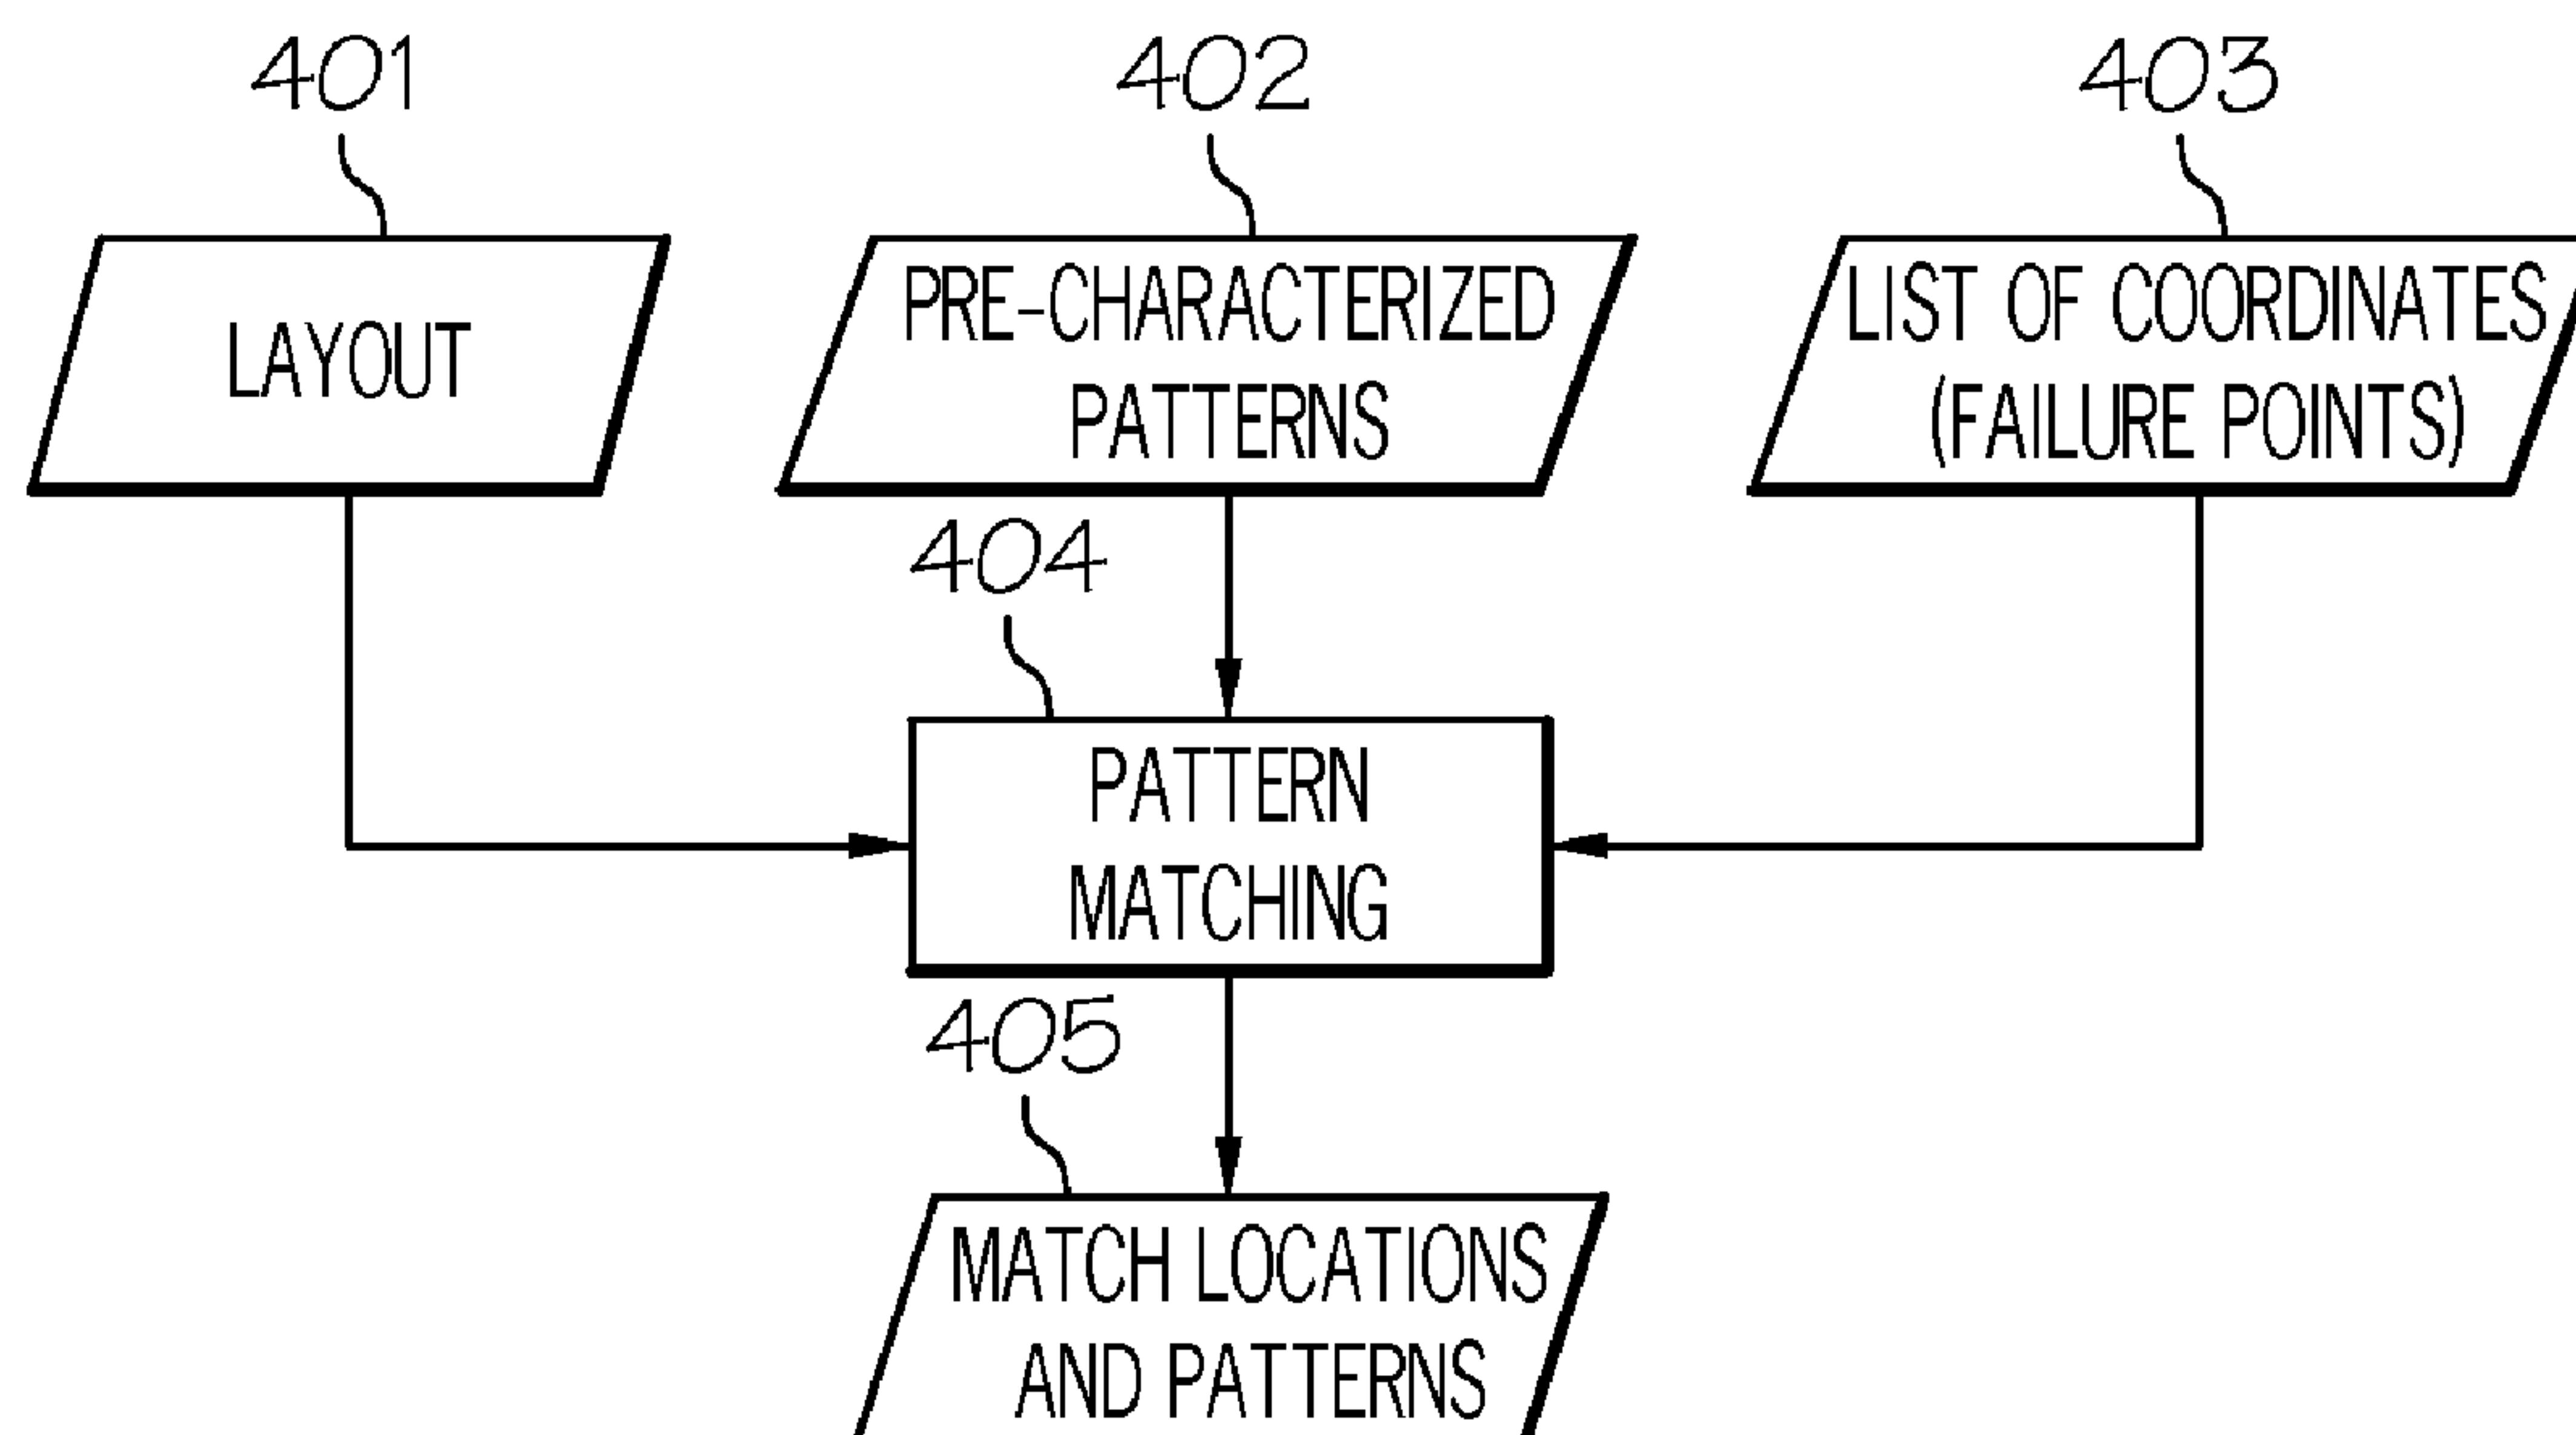 401
402
403
LAYOUT
PRE-CHARACTERIZED
PATTERNS
LIST OF COORDINATES
(FAILURE POINTS)
404
PATTERN
MATCHING
405
MATCH LOCATIONS
AND PATTERNS